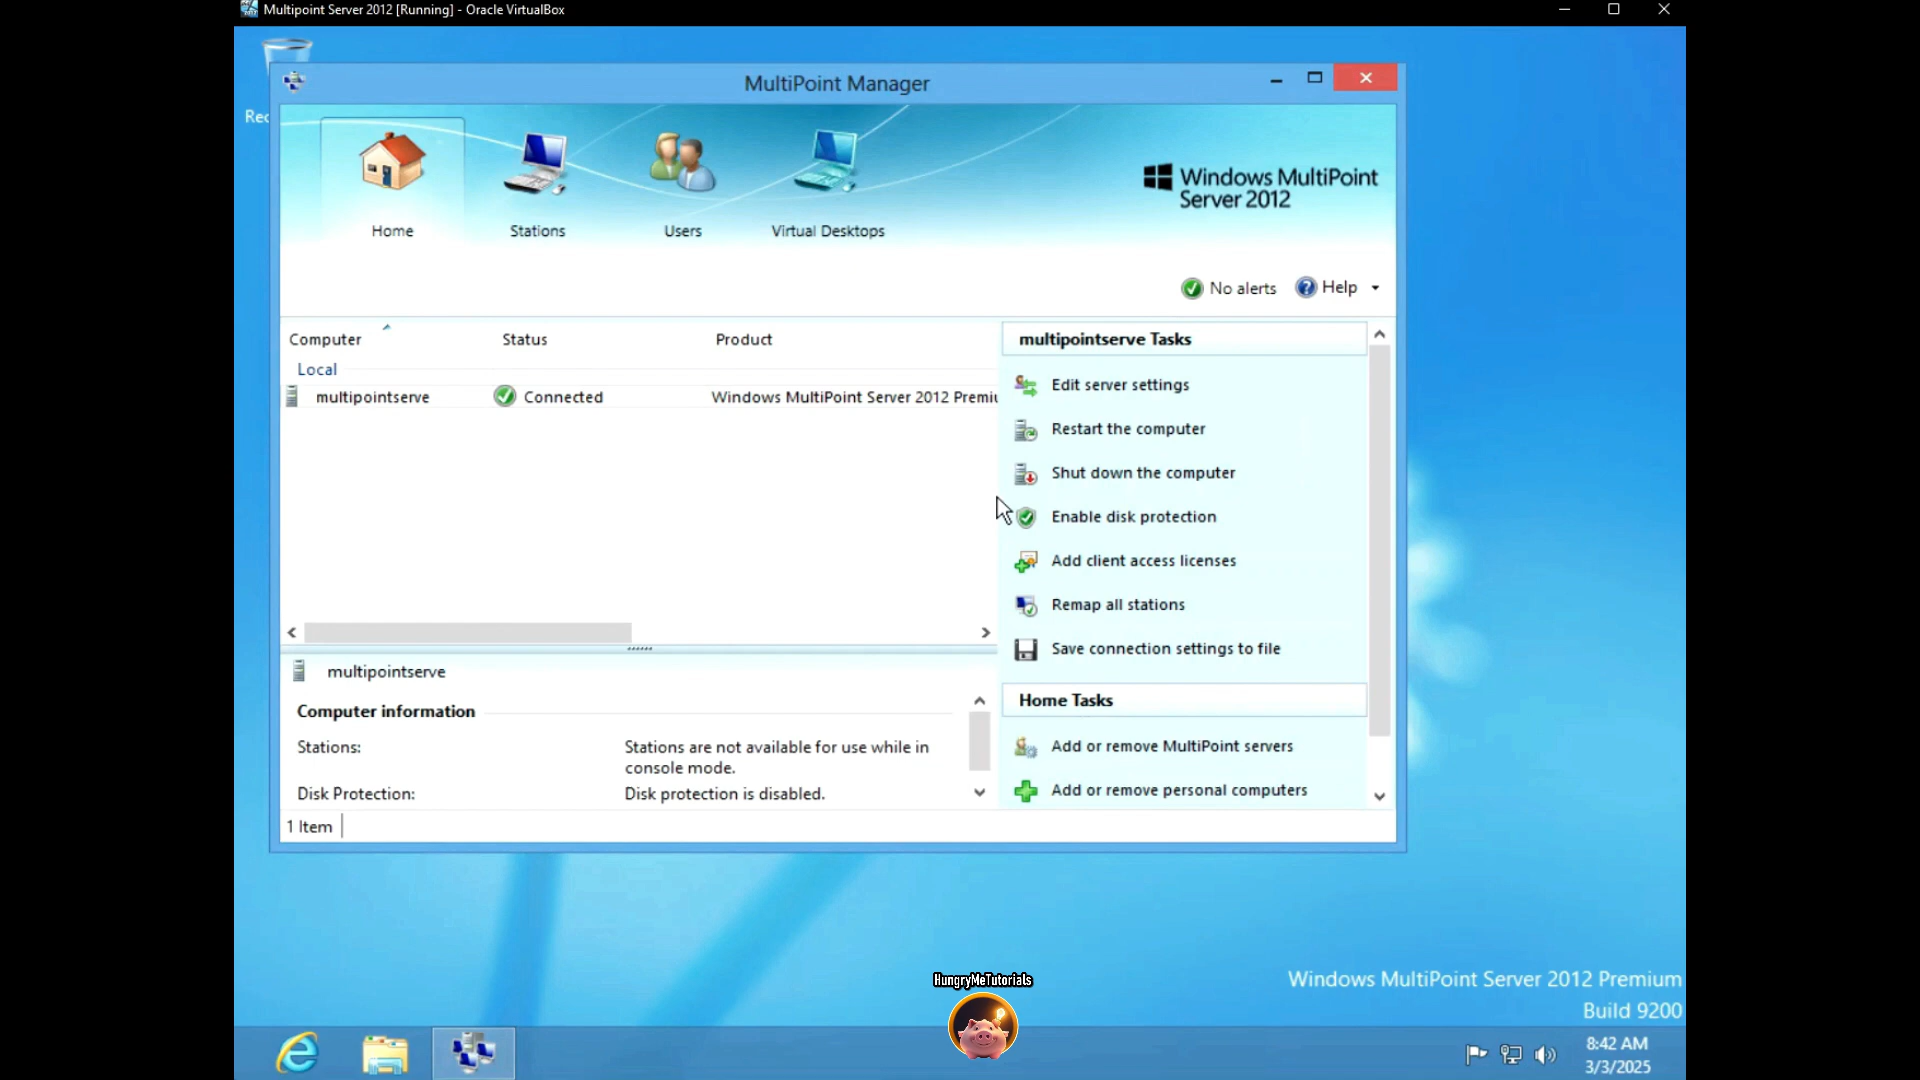 Multipoint Server 2012 [Running] - Oracle VirtualBox
Rec
MultiPoint Manager
Home
Stations
Users
Virtual Desktops
Windows MultiPoint
Server 2012
No alerts
Help
Computer
Status
Product
Local
multipointserve
Connected
Windows MultiPoint Server 2012 Premiu
multipointserve Tasks
Edit server settings
Restart the computer
Shut down the computer
Enable disk protection
Add client access licenses
Remap all stations
Save connection settings to file
Home Tasks
Add or remove MultiPoint servers
Add or remove personal computers
multipointserve
Computer information
Stations:
Stations are not available for use while in
console mode.
Disk Protection:
Disk protection is disabled.
1 Item
HungryMeTutorials
Windows MultiPoint Server 2012 Premium
Build 9200
8:42 AM
3/3/2025